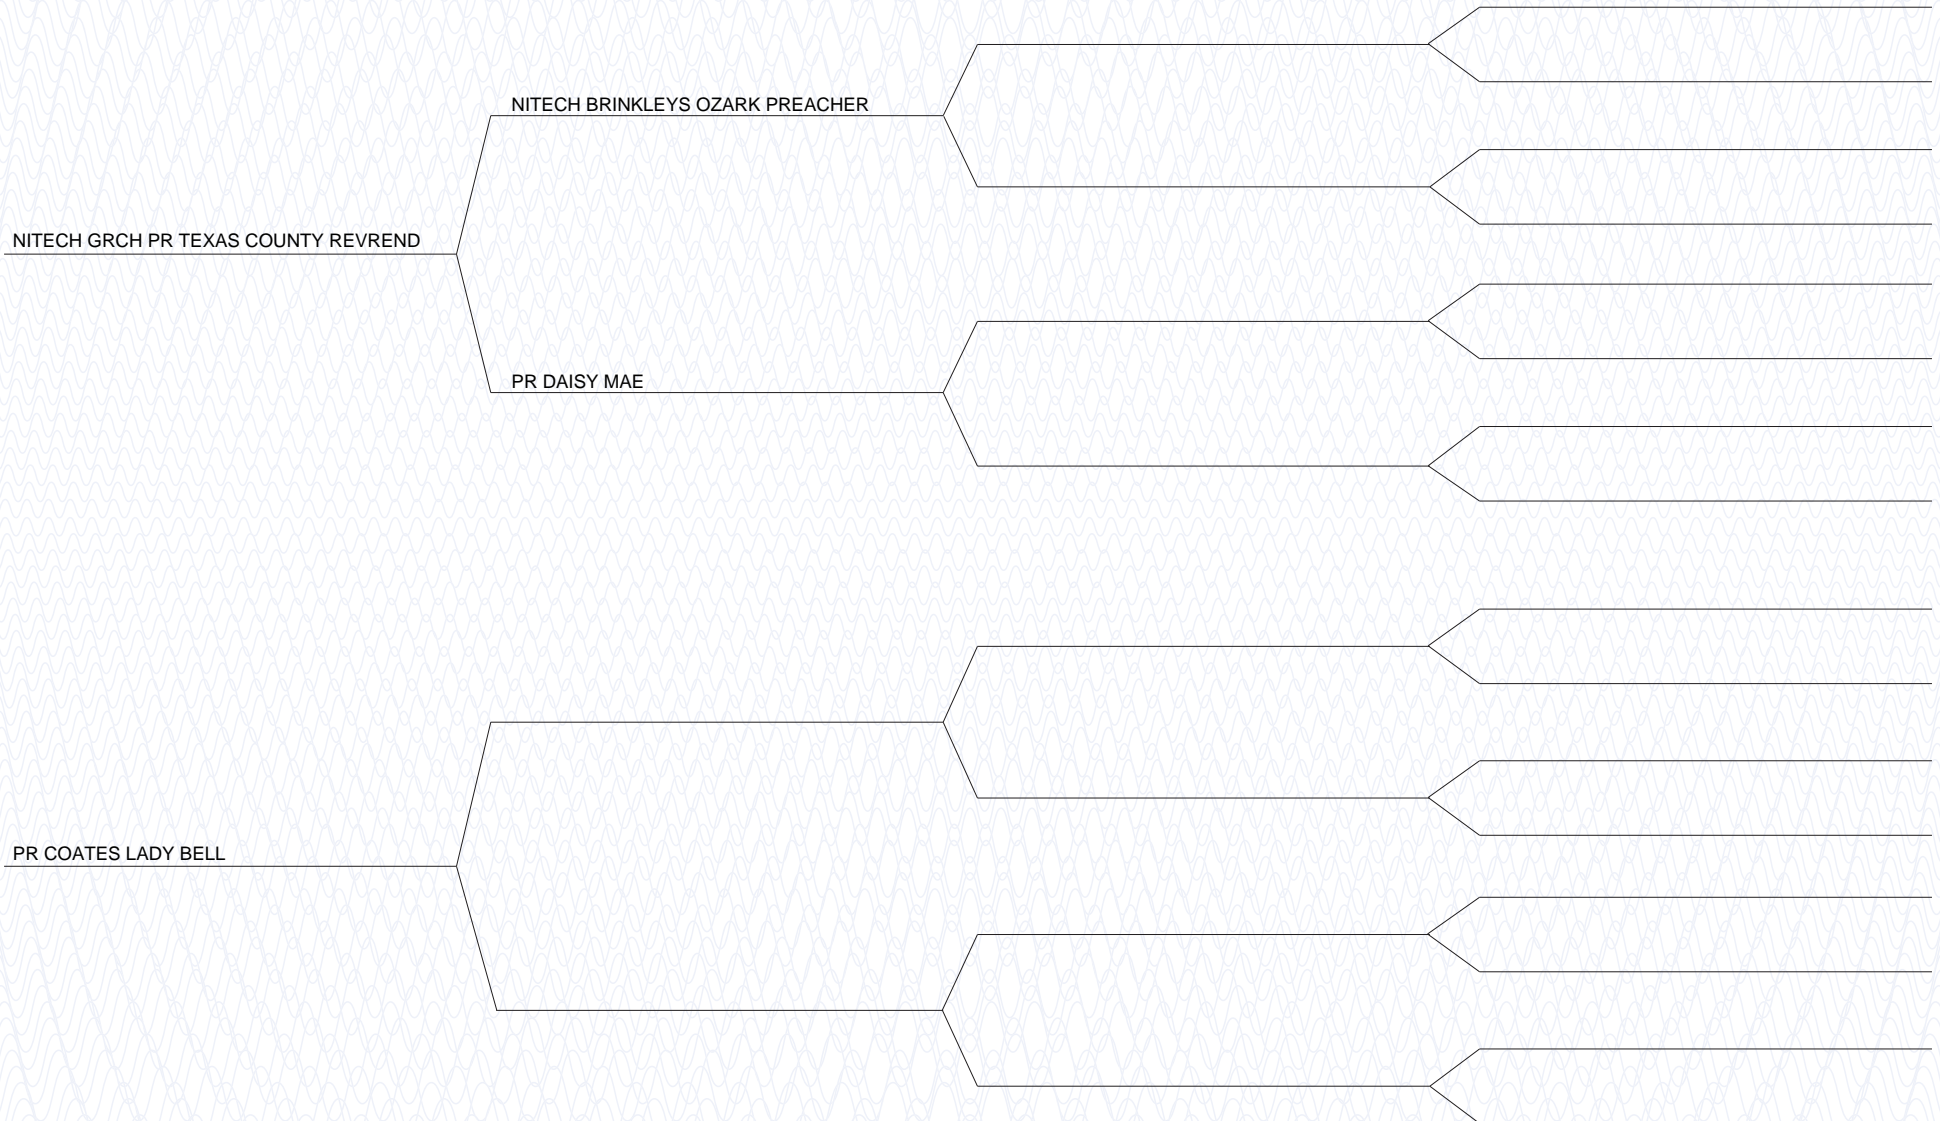 NITECH BRINKLEYS OZARK PREACHER
NITECH GRCH PR TEXAS COUNTY REVREND
PR DAISY MAE
PR COATES LADY BELL